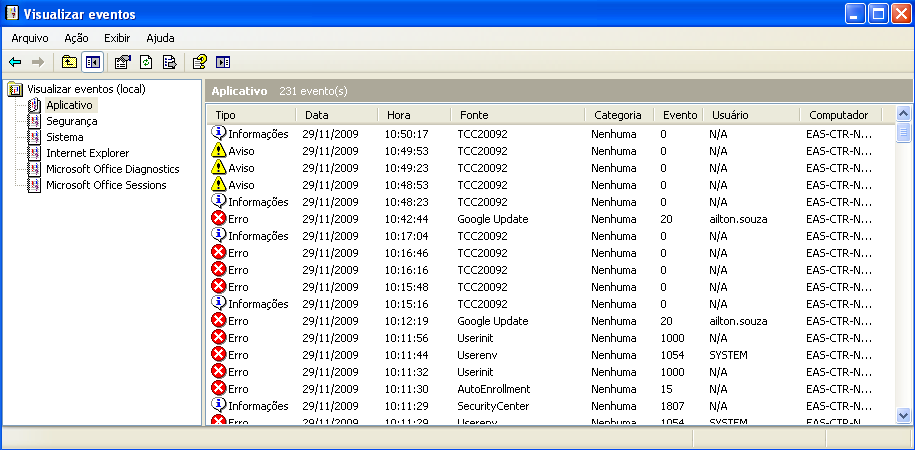 Visualizar eventos
Arquivo Ação Exibir Ajuda
Visualizar eventos (local)
Aplicativo
Segurança
Sistema
Internet Explorer
Microsoft Office Diagnostics
Microsoft Office Sessions
Aplicativo 231 evento(s)
Tipo Data Hora Fonte Categoria Evento Usuário Computador
Informações 29/11/2009 10:50:17 TCC20092 Nenhuma 0 N/A EAS-CTR-N...
Aviso 29/11/2009 10:49:53 TCC20092 Nenhuma 0 N/A EAS-CTR-N...
Aviso 29/11/2009 10:49:23 TCC20092 Nenhuma 0 N/A EAS-CTR-N...
Aviso 29/11/2009 10:48:53 TCC20092 Nenhuma 0 N/A EAS-CTR-N...
Informações 29/11/2009 10:48:23 TCC20092 Nenhuma 0 N/A EAS-CTR-N...
Erro 29/11/2009 10:42:44 Google Update Nenhuma 20 ailton.souza EAS-CTR-N...
Informações 29/11/2009 10:17:04 TCC20092 Nenhuma 0 N/A EAS-CTR-N...
Erro 29/11/2009 10:16:46 TCC20092 Nenhuma 0 N/A EAS-CTR-N...
Erro 29/11/2009 10:16:16 TCC20092 Nenhuma 0 N/A EAS-CTR-N...
Erro 29/11/2009 10:15:48 TCC20092 Nenhuma 0 N/A EAS-CTR-N...
Informações 29/11/2009 10:15:16 TCC20092 Nenhuma 0 N/A EAS-CTR-N...
Erro 29/11/2009 10:12:19 Google Update Nenhuma 20 ailton.souza EAS-CTR-N...
Erro 29/11/2009 10:11:56 Userinit Nenhuma 1000 N/A EAS-CTR-N...
Erro 29/11/2009 10:11:44 Userenv Nenhuma 1054 SYSTEM EAS-CTR-N...
Erro 29/11/2009 10:11:32 Userinit Nenhuma 1000 N/A EAS-CTR-N...
Erro 29/11/2009 10:11:30 AutoEnrollment Nenhuma 15 N/A EAS-CTR-N...
Informações 29/11/2009 10:11:29 SecurityCenter Nenhuma 1807 N/A EAS-CTR-N...
Erro 29/11/2009 10:11:29 Userenv Nenhuma 1054 SYSTEM EAS-CTR-N...